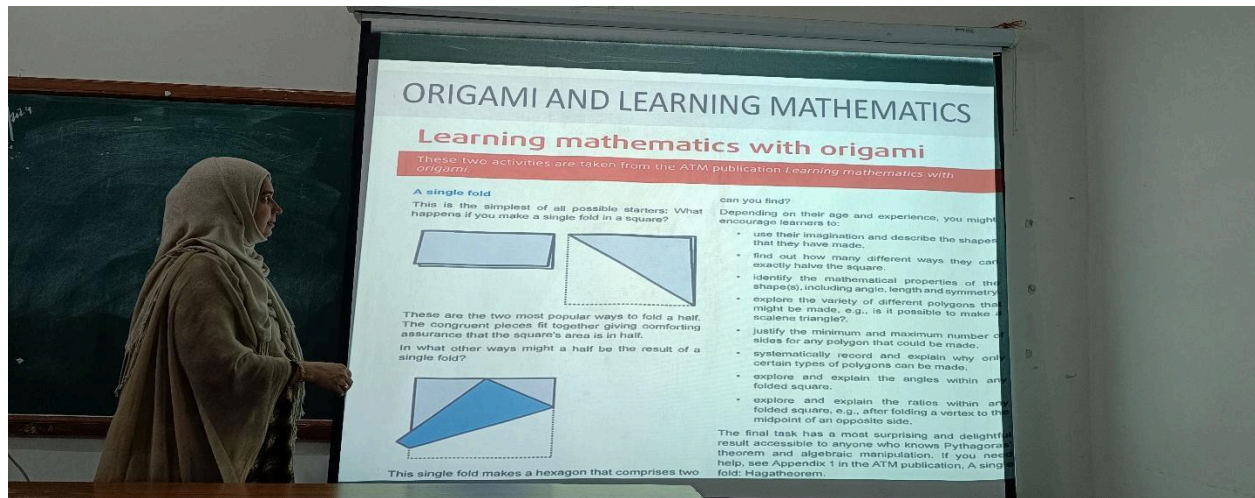 ORIGAMI AND LEARNING MATHEMATICS
Learning mathematics with origami
These two activities are taken from the ATM publication Learning mathematics with
origami.
A single fold
This is the simplest of all possible starters: What
happens if you make a single fold in a square?
These are the two most popular ways to fold a half.
The congruent pieces fit together giving comforting
assurance that the square's area is in half.
In what other ways might a half be the result of a
single fold?
This single fold makes a hexagon that comprises two
can you find?
Depending on their age and experience, you might
encourage learners to:
• use their imagination and describe the shapes
that they have made.
• find out how many different ways they can
exactly halve the square.
• identify the mathematical properties of the
shape(s), including angle, length and symmetry
• explore the variety of different polygons that
might be made, e.g., is it possible to make a
scalene triangle?.
• justify the minimum and maximum number of
sides for any polygon that could be made.
• systematically record and explain why only
certain types of polygons can be made.
• explore and explain the angles within any
folded square.
• explore and explain the ratios within any
folded square, e.g., after folding a vertex to the
midpoint of an opposite side.
The final task has a most surprising and delightful
result accessible to anyone who knows Pythagoras'
theorem and algebraic manipulation. If you need
help, see Appendix 1 in the ATM publication, A single
fold: Hagatheorem.